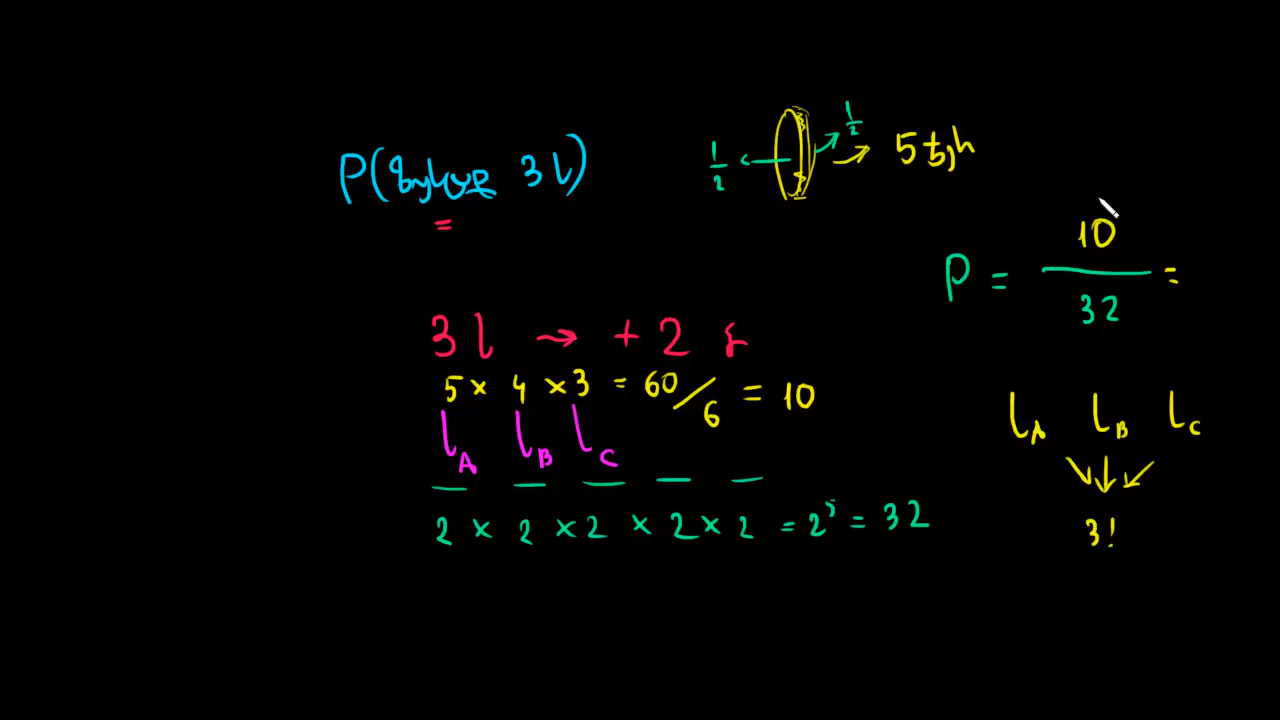 P( 3 l)
=
1/2 ← → 1/2 → 5
P = 10/32 =
3 l → + 2
5 × 4 × 3 = 60/6 = 10
l_A l_B l_C
2 × 2 × 2 × 2 × 2 = 2^5 = 32
l_A l_B l_C
3!